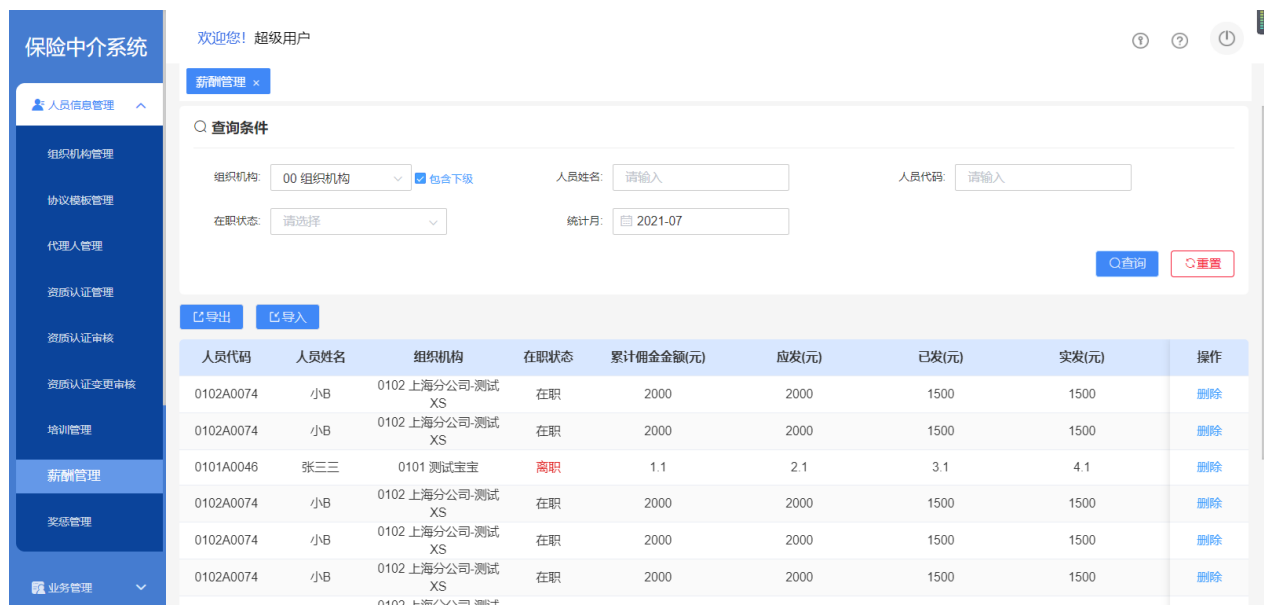 保险中介系统
欢迎您！超级用户
薪酬管理 ×
人员信息管理
组织机构管理
协议模板管理
代理人管理
资质认证管理
资质认证审核
资质认证变更审核
培训管理
薪酬管理
奖惩管理
业务管理
查询条件
组织机构: 00 组织机构 包含下级 人员姓名: 请输入 人员代码: 请输入
在职状态: 请选择 统计月: 2021-07
查询 重置
导出 导入
人员代码 人员姓名 组织机构 在职状态 累计佣金金额(元) 应发(元) 已发(元) 实发(元) 操作
0102A0074 小B 0102 上海分公司-测试 在职 2000 2000 1500 1500 删除
XS
0102A0074 小B 0102 上海分公司-测试 在职 2000 2000 1500 1500 删除
XS
0101A0046 张三三 0101 测试宝宝 离职 1.1 2.1 3.1 4.1 删除
0102A0074 小B 0102 上海分公司-测试 在职 2000 2000 1500 1500 删除
XS
0102A0074 小B 0102 上海分公司-测试 在职 2000 2000 1500 1500 删除
XS
0102A0074 小B 0102 上海分公司-测试 在职 2000 2000 1500 1500 删除
XS